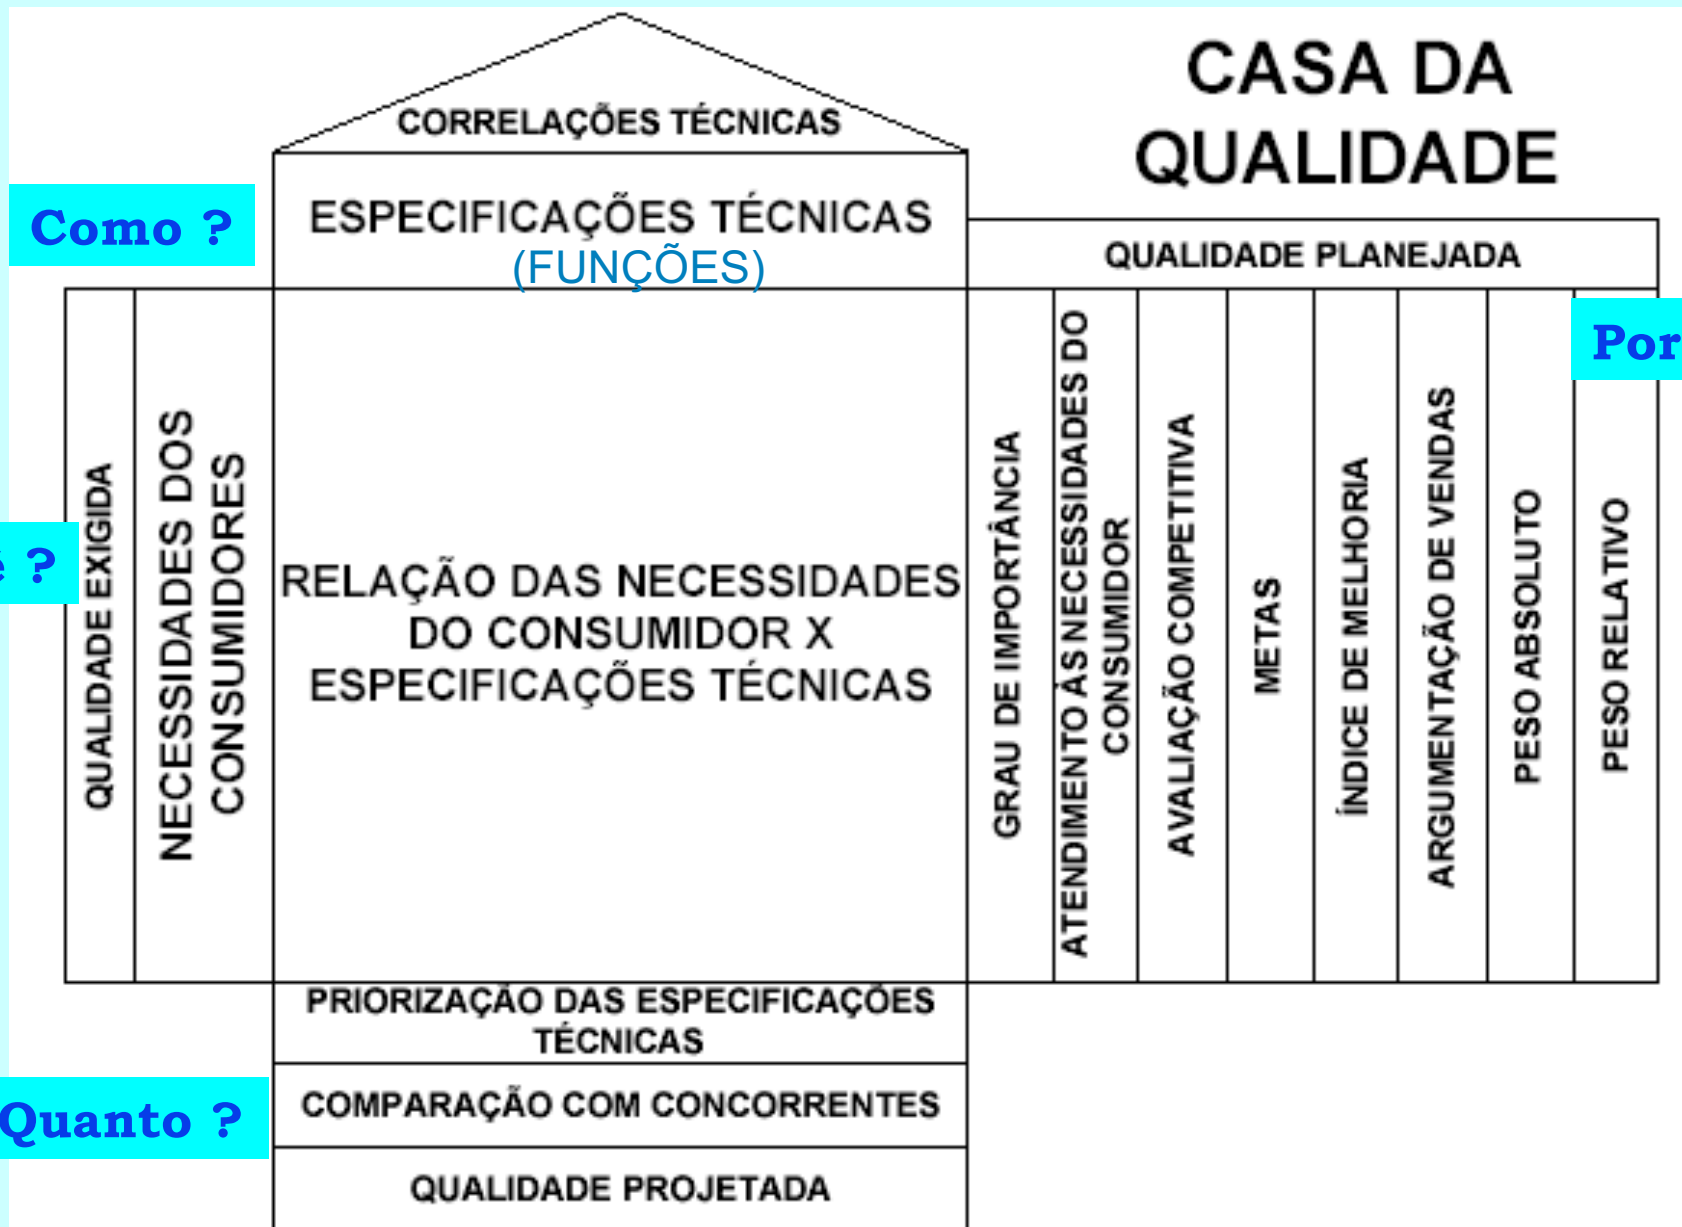 CASA DA
QUALIDADE
CORRELAÇÕES TÉCNICAS
Como ?
ESPECIFICAÇÕES TÉCNICAS
(FUNÇÕES)
QUALIDADE PLANEJADA
Por
QUALIDADE EXIGIDA
NECESSIDADES DOS
CONSUMIDORES
?
RELAÇÃO DAS NECESSIDADES
DO CONSUMIDOR X
ESPECIFICAÇÕES TÉCNICAS
GRAU DE IMPORTÂNCIA
ATENDIMENTO ÀS NECESSIDADES DO
CONSUMIDOR
AVALIAÇÃO COMPETITIVA
METAS
ÍNDICE DE MELHORIA
ARGUMENTAÇÃO DE VENDAS
PESO ABSOLUTO
PESO RELATIVO
PRIORIZAÇÃO DAS ESPECIFICAÇÕES
TÉCNICAS
Quanto ?
COMPARAÇÃO COM CONCORRENTES
QUALIDADE PROJETADA